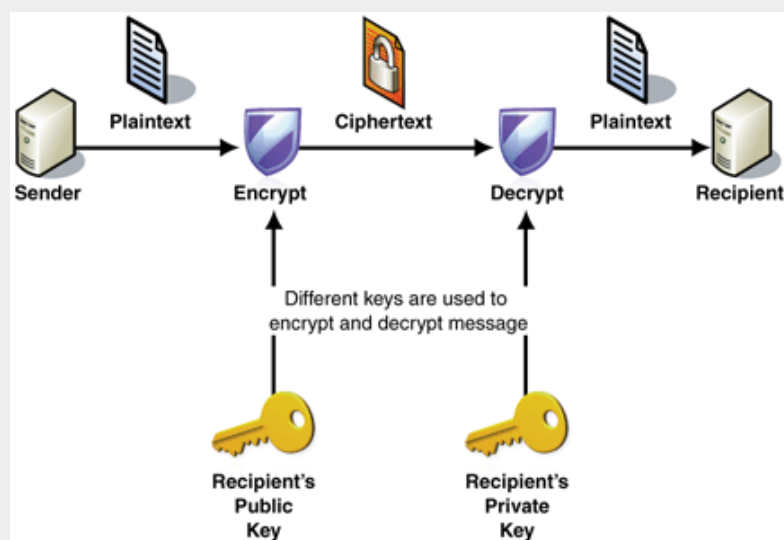 Plaintext
Ciphertext
Plaintext
Sender
Encrypt
Decrypt
Recipient
Different keys are used to
encrypt and decrypt message
Recipient's
Public
Key
Recipient's
Private
Key